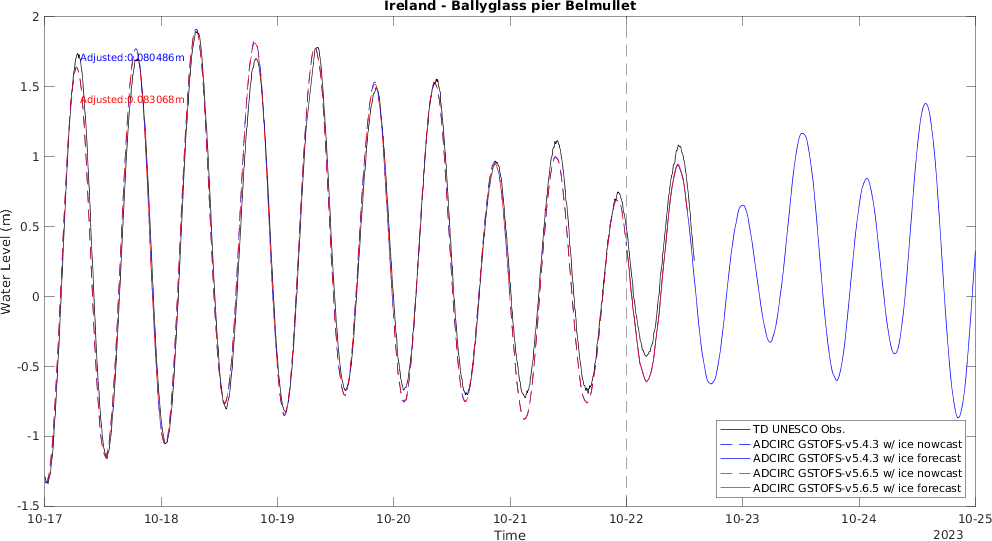 Ireland - Ballyglass pier Belmullet
2
Adjusted:0.080486m
1.5
Adjusted:0.083068m
1
0.5
Water Level (m)
0
-0.5
-1
-1.5
TD UNESCO Obs.
ADCIRC GSTOFS-v5.4.3 w/ ice nowcast
ADCIRC GSTOFS-v5.4.3 w/ ice forecast
ADCIRC GSTOFS-v5.6.5 w/ ice nowcast
ADCIRC GSTOFS-v5.6.5 w/ ice forecast
10-17 10-18 10-19 10-20 10-21 10-22 10-23 10-24 10-25
Time
2023